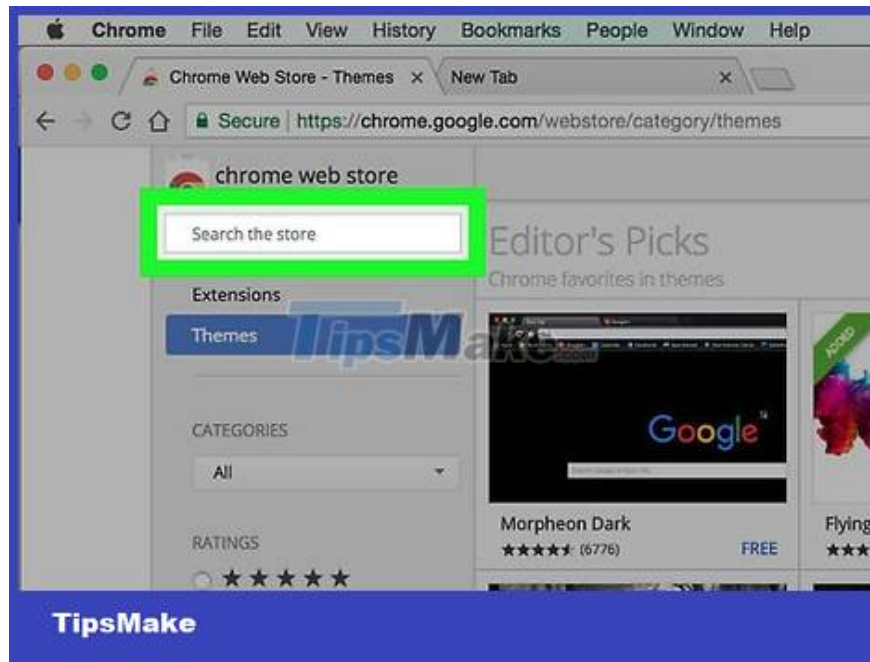 Chrome File Edit View History Bookmarks People Window Help
Chrome Web Store - Themes × New Tab ×
Secure | https://chrome.google.com/webstore/category/themes
chrome web store
Search the store
Editor's Picks
Chrome favorites in themes
Extensions
Themes
TipsMake.com
CATEGORIES
All
Google
ADDED
Morpheon Dark
(6776) FREE
Flying
RATINGS
TipsMake